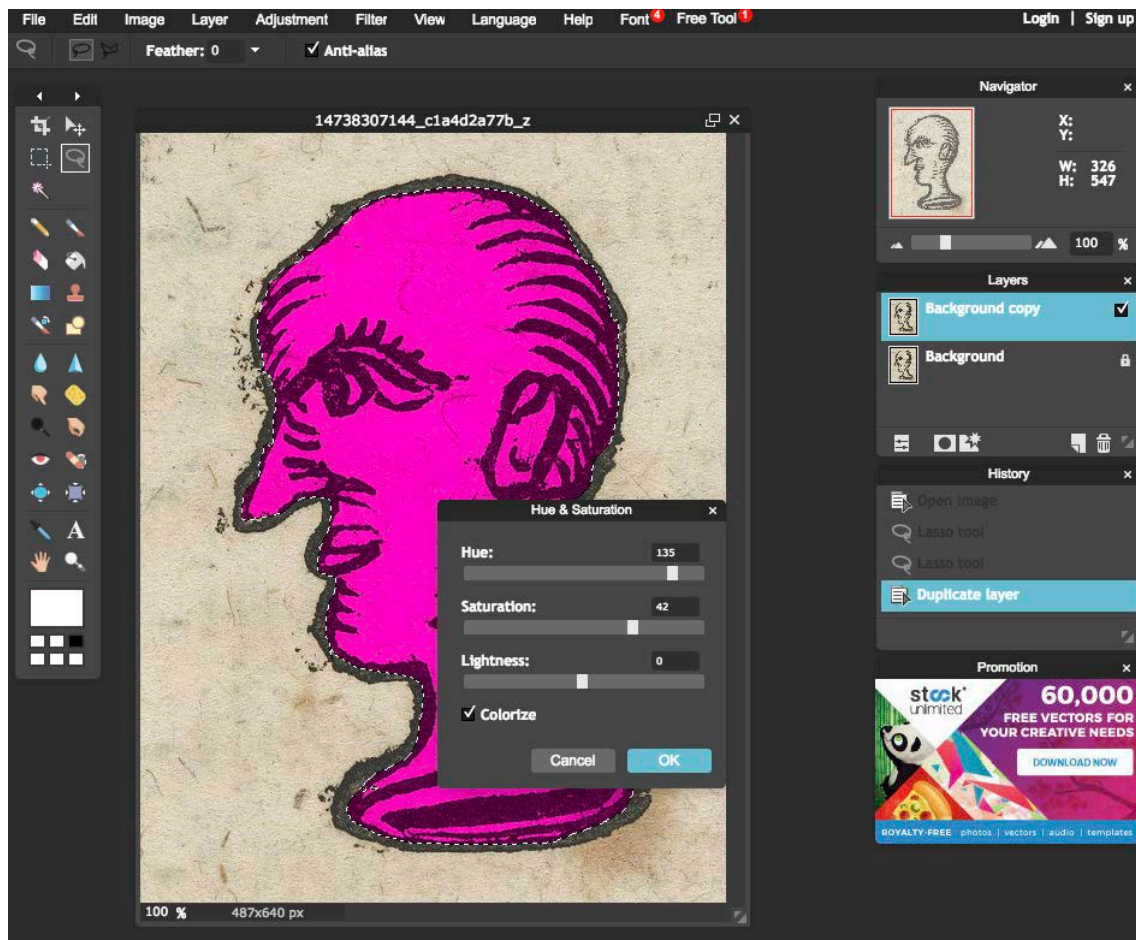 File Edit Image Layer Adjustment Filter View Language Help Font 4 Free Tool 1 Login | Sign up
Feather: 0 Anti-alias
14738307144_c1a4d2a77b_z
Navigator
X:
Y:
W: 326
H: 547
100 %
Layers
Background copy
Background
History
Open image
Lasso tool
Lasso tool
Duplicate layer
Hue & Saturation
Hue: 135
Saturation: 42
Lightness: 0
Colorize
Cancel OK
Promotion
stock
unlimited
60,000
FREE VECTORS FOR
YOUR CREATIVE NEEDS
DOWNLOAD NOW
ROYALTY-FREE photos | vectors | audio | templates
100 % 487x640 px
A